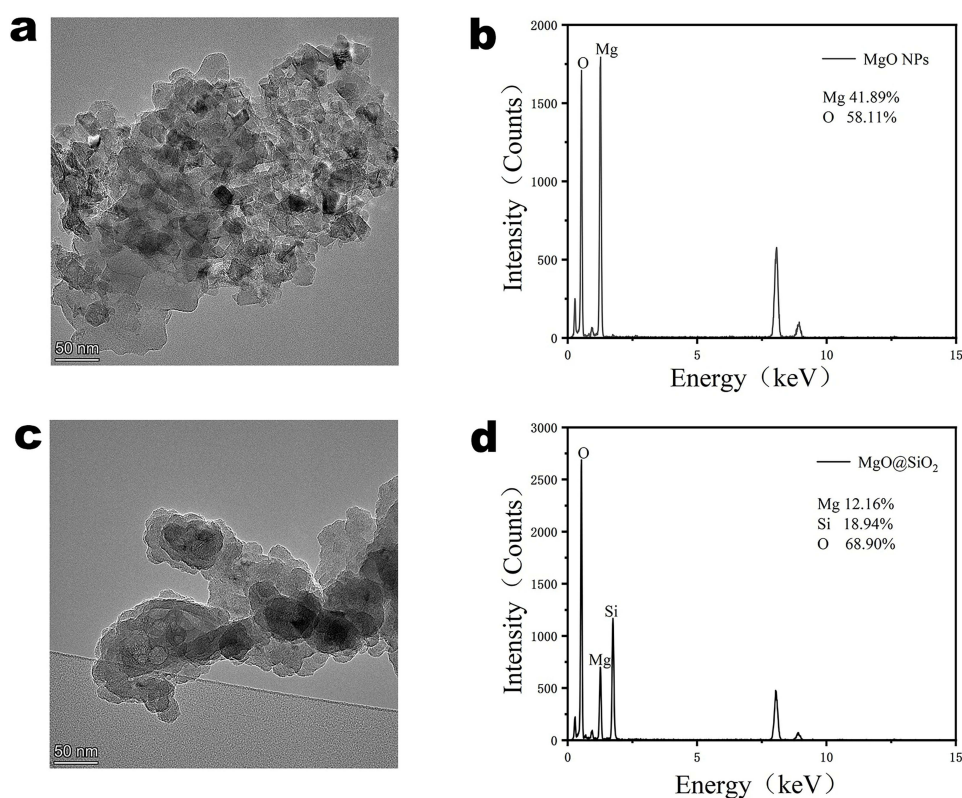 a
50 nm
b
2000
1500
1000
500
0
0
5
10
15
Intensity（Counts）
Energy（keV）
O
Mg
MgO NPs
Mg 41.89%
O 58.11%
c
50 nm
d
3000
2500
2000
1500
1000
500
0
0
5
10
15
Intensity（Counts）
Energy（keV）
O
Mg
Si
MgO@SiO₂
Mg 12.16%
Si 18.94%
O 68.90%